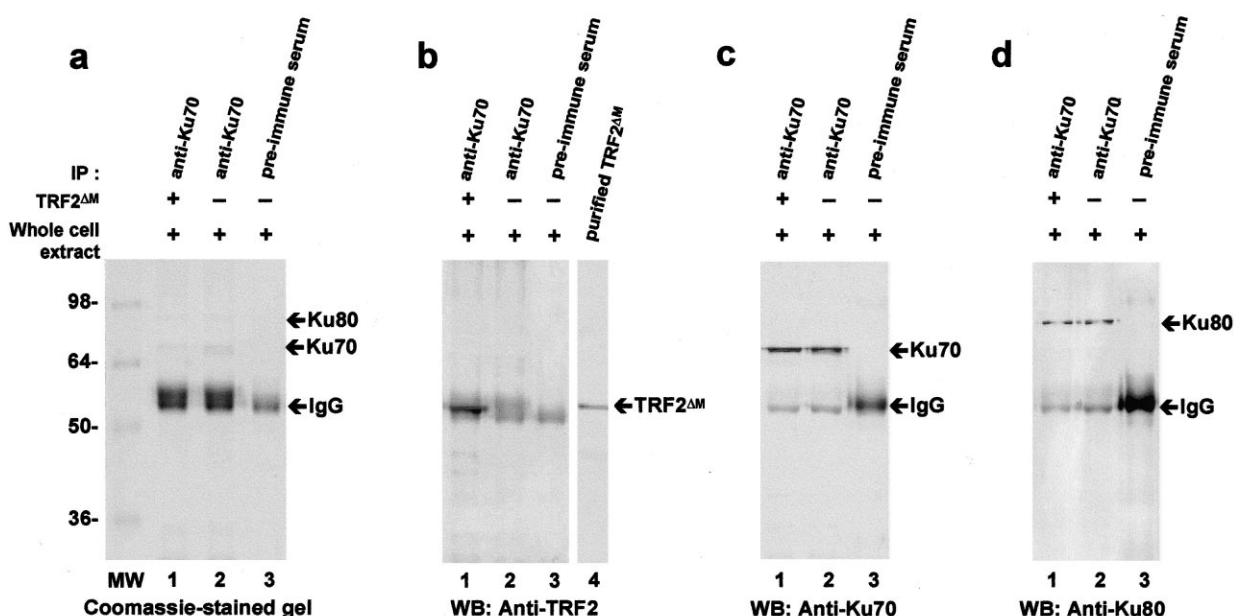 a
anti-Ku70
anti-Ku70
pre-immune serum
IP :
TRF2ΔM
+ – –
Whole cell
extract
+ + +
98-
64-
50-
36-
←Ku80
←Ku70
←IgG
MW 1 2 3
Coomassie-stained gel
b
anti-Ku70
anti-Ku70
pre-immune serum
purified TRF2ΔM
+ – –
+ + +
←TRF2ΔM
1 2 3 4
WB: Anti-TRF2
c
anti-Ku70
anti-Ku70
pre-immune serum
+ – –
+ + +
←Ku70
←IgG
1 2 3
WB: Anti-Ku70
d
anti-Ku70
anti-Ku70
pre-immune serum
+ – –
+ + +
←Ku80
←IgG
1 2 3
WB: Anti-Ku80